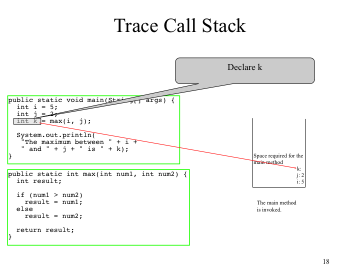 Trace Call Stack
Declare k
public static void main(String[] args) {
int i = 5;
int j = 2;
int k = max(i, j);
System.out.println(
"The maximum between " + i +
" and " + j + " is " + k);
}
public static int max(int num1, int num2) {
int result;
if (num1 > num2)
result = num1;
else
result = num2;
return result;
}
Space required for the
main method
k:
j: 2
i: 5
The main method
is invoked.
18